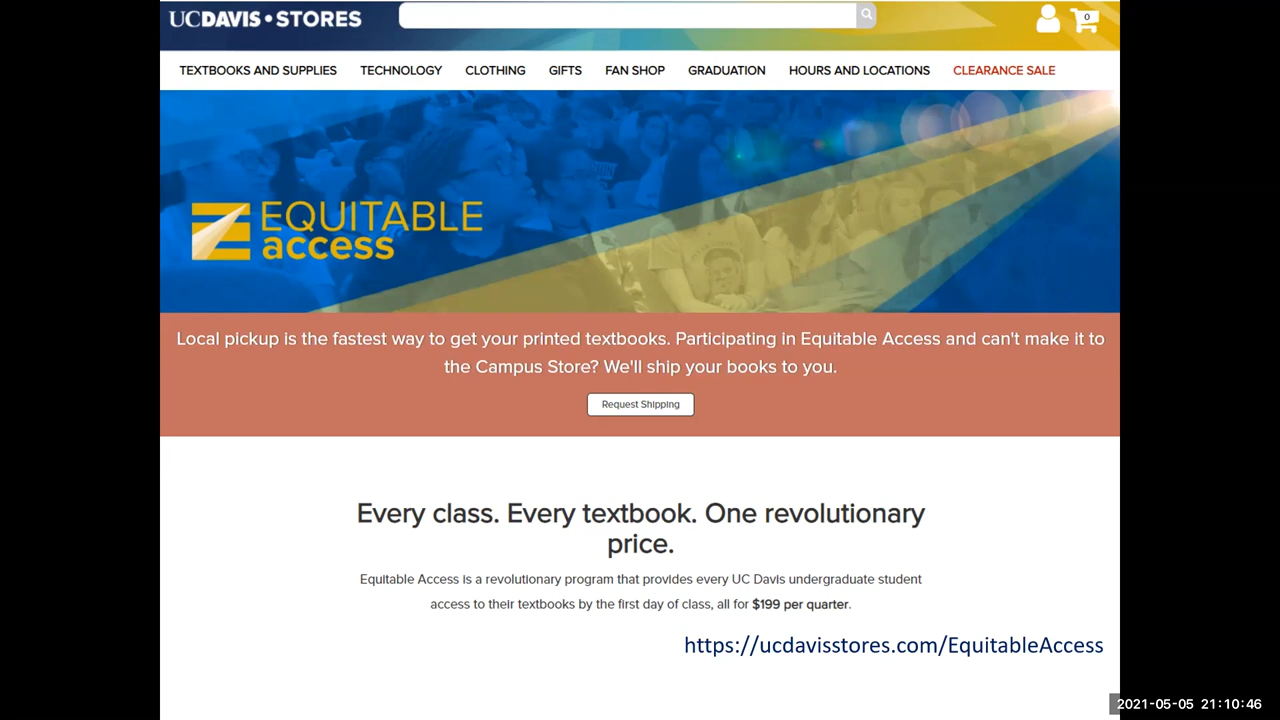 UCDAVIS • STORES
0
TEXTBOOKS AND SUPPLIES TECHNOLOGY CLOTHING GIFTS FAN SHOP GRADUATION HOURS AND LOCATIONS CLEARANCE SALE
EQUITABLE
access
Local pickup is the fastest way to get your printed textbooks. Participating in Equitable Access and can't make it to
the Campus Store? We'll ship your books to you.
Request Shipping
Every class. Every textbook. One revolutionary
price.
Equitable Access is a revolutionary program that provides every UC Davis undergraduate student
access to their textbooks by the first day of class, all for $199 per quarter.
https://ucdavisstores.com/EquitableAccess
2021-05-05 21:10:46